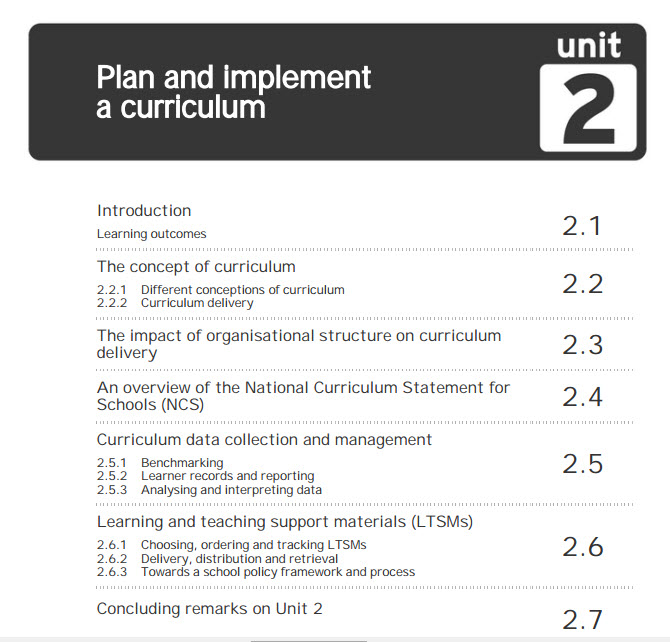 unit
Plan and implement
a curriculum
2
Introduction
Learning outcomes
2.1
The concept of curriculum
2.2.1 Different conceptions of curriculum
2.2.2 Curriculum delivery
2.2
The impact of organisational structure on curriculum
delivery
2.3
An overview of the National Curriculum Statement for
Schools (NCS)
2.4
Curriculum data collection and management
2.5.1 Benchmarking
2.5.2 Learner records and reporting
2.5.3 Analysing and interpreting data
2.5
Learning and teaching support materials (LTSMs)
2.6.1 Choosing, ordering and tracking LTSMs
2.6.2 Delivery, distribution and retrieval
2.6.3 Towards a school policy framework and process
2.6
Concluding remarks on Unit 2
2.7